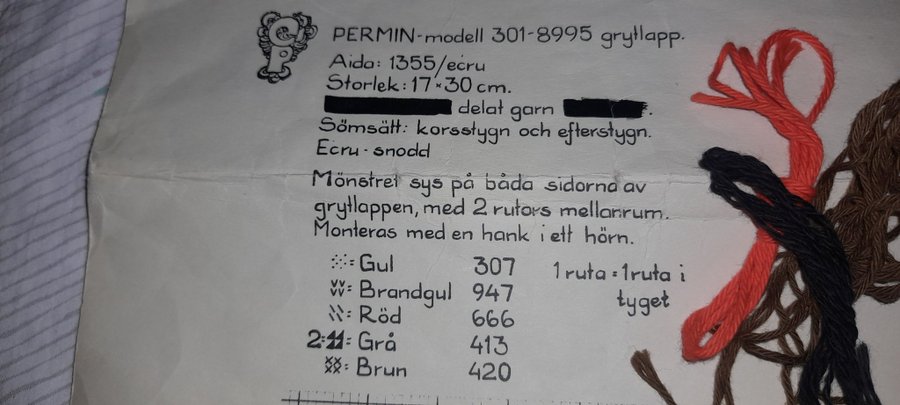 PERMIN-modell 301-8995 grytlapp.
Aida: 1355/ecru
Storlek: 17×30 cm.
delat garn .
Sömsätt: korsstygn och efterstygn.
Ecru-snodd
Mönstret sys på båda sidorna av
grytlappen, med 2 rutors mellanrum.
Monteras med en hank i ett hörn.
= Gul 307 1 ruta = 1 ruta i
tyget
= Brandgul 947
= Röd 666
2 = Grå 413
= Brun 420